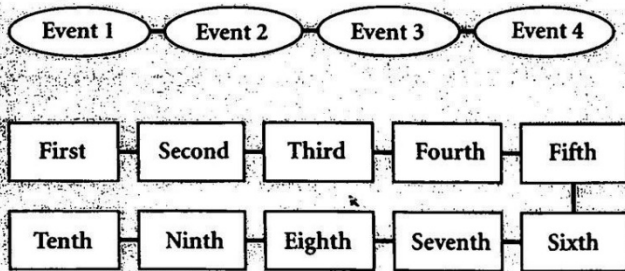 Event 1 Event 2 Event 3 Event 4
First Second Third Fourth Fifth
Tenth Ninth Eighth Seventh Sixth